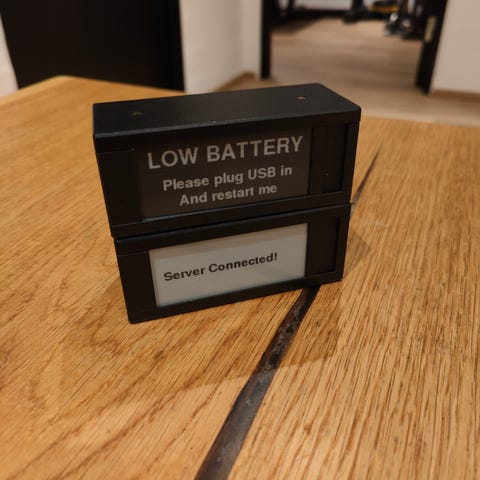 LOW BATTERY
Please plug USB in
And restart me
Server Connected!